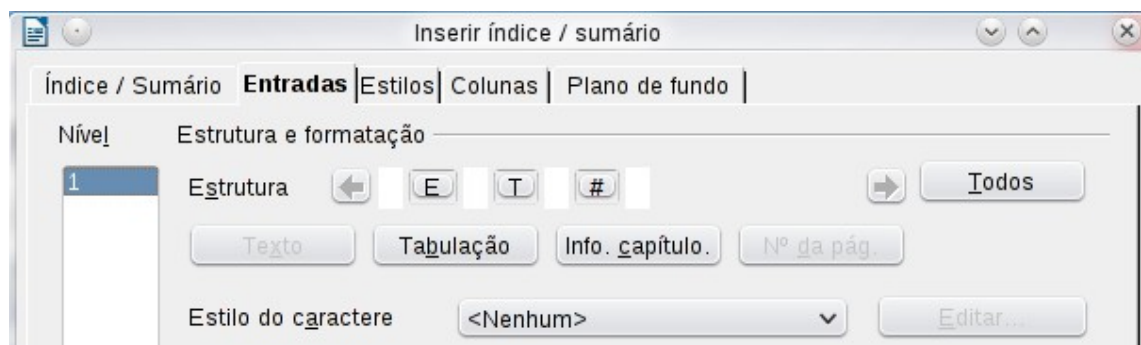 Inserir índice / sumário
Índice / Sumário Entradas Estilos Colunas Plano de fundo
Nível Estrutura e formatação
1 Estrutura E T # Todos
Texto Tabulação Info. capítulo. Nº da pág.
Estilo do caractere <Nenhum> Editar...